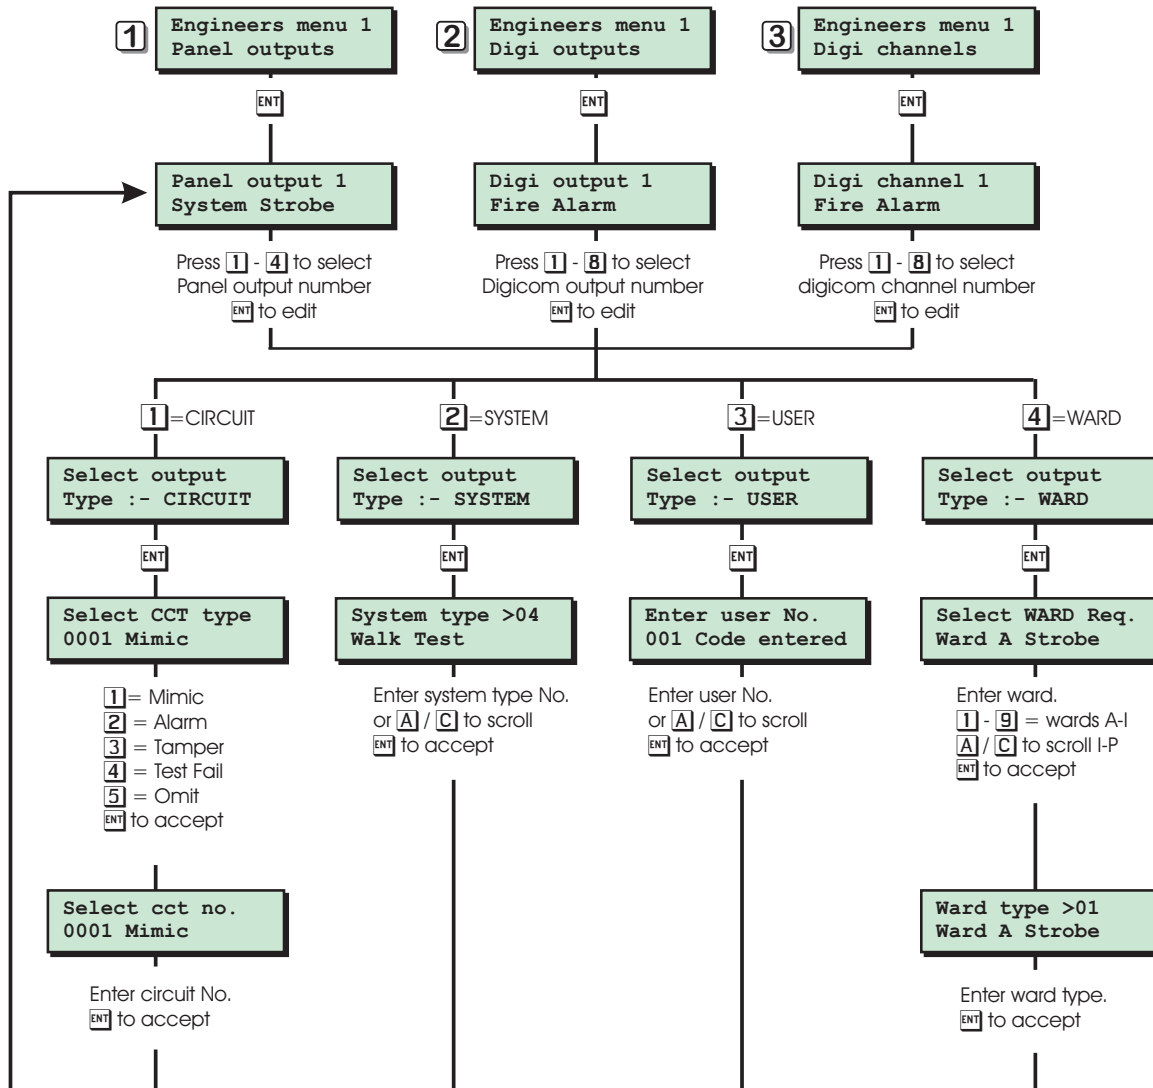 1
Engineers menu 1
Panel outputs
2
Engineers menu 1
Digi outputs
3
Engineers menu 1
Digi channels
ENT
ENT
ENT
Panel output 1
System Strobe
Digi output 1
Fire Alarm
Digi channel 1
Fire Alarm
Press 1 - 4 to select
Panel output number
ENT to edit
Press 1 - 8 to select
Digicom output number
ENT to edit
Press 1 - 8 to select
digicom channel number
ENT to edit
1=CIRCUIT
2=SYSTEM
3=USER
4=WARD
Select output
Type :- CIRCUIT
Select output
Type :- SYSTEM
Select output
Type :- USER
Select output
Type :- WARD
ENT
ENT
ENT
ENT
Select CCT type
0001 Mimic
System type >04
Walk Test
Enter user No.
001 Code entered
Select WARD Req.
Ward A Strobe
1= Mimic
2 = Alarm
3 = Tamper
4 = Test Fail
5 = Omit
ENT to accept
Enter system type No.
or A / C to scroll
ENT to accept
Enter user No.
or A / C to scroll
ENT to accept
Enter ward.
1 - 9 = wards A-I
A / C to scroll I-P
ENT to accept
Select cct no.
0001 Mimic
Ward type >01
Ward A Strobe
Enter circuit No.
ENT to accept
Enter ward type.
ENT to accept